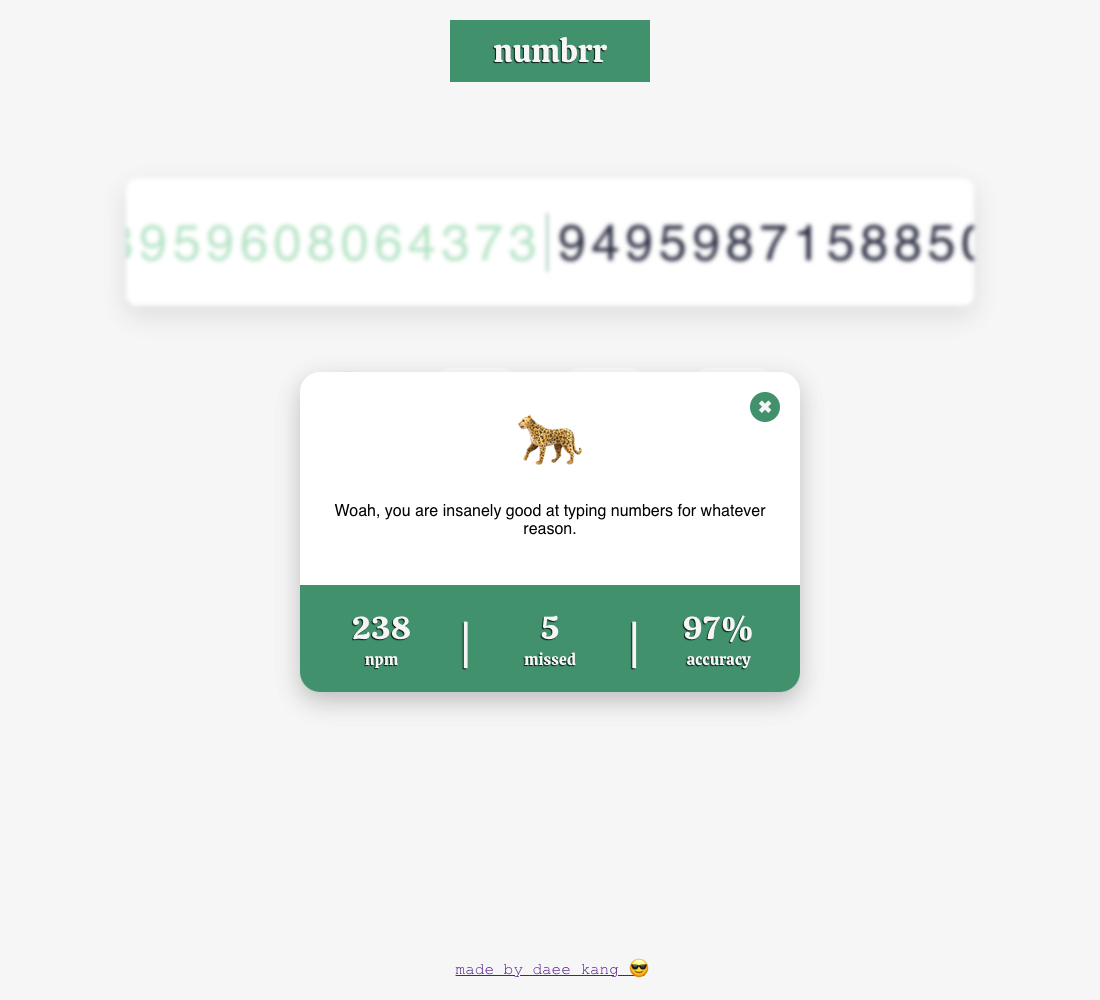 numbrr
959608064373|949598715885
Woah, you are insanely good at typing numbers for whatever
reason.
✖
238 | 5 | 97%
npm missed accuracy
made by daee kang 😎